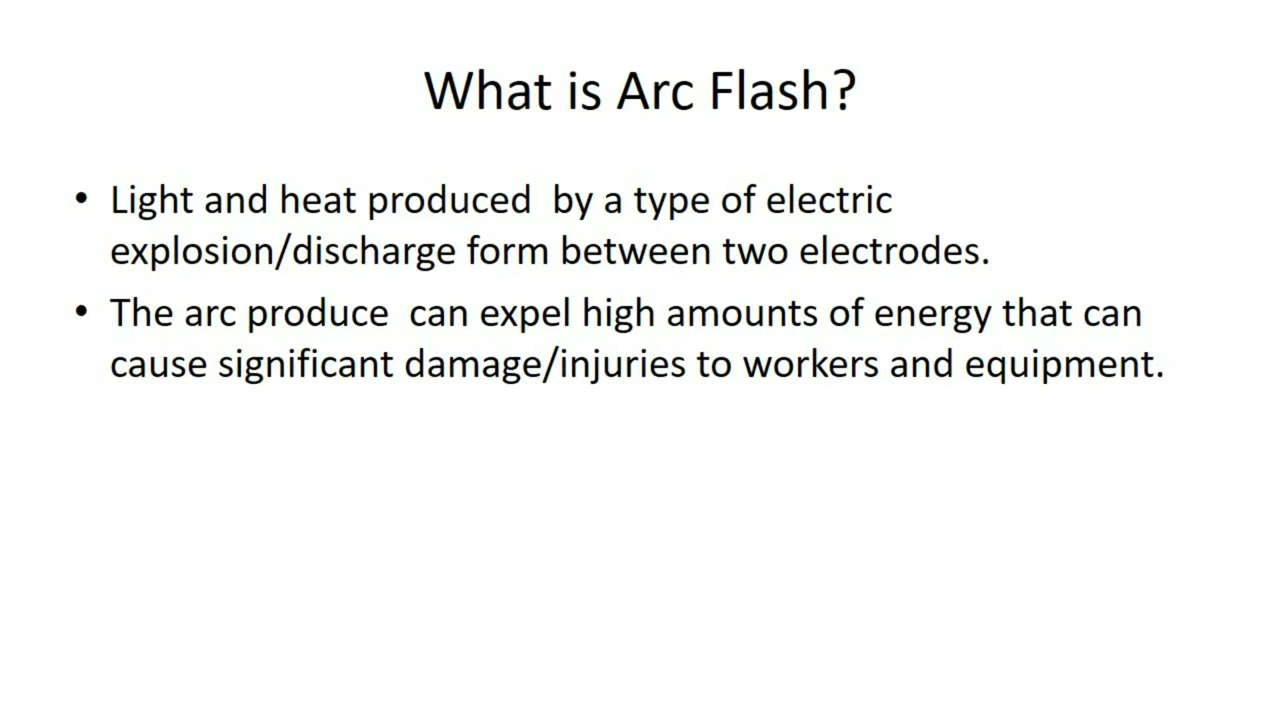 What is Arc Flash?
• Light and heat produced  by a type of electric
explosion/discharge form between two electrodes.
• The arc produce  can expel high amounts of energy that can
cause significant damage/injuries to workers and equipment.